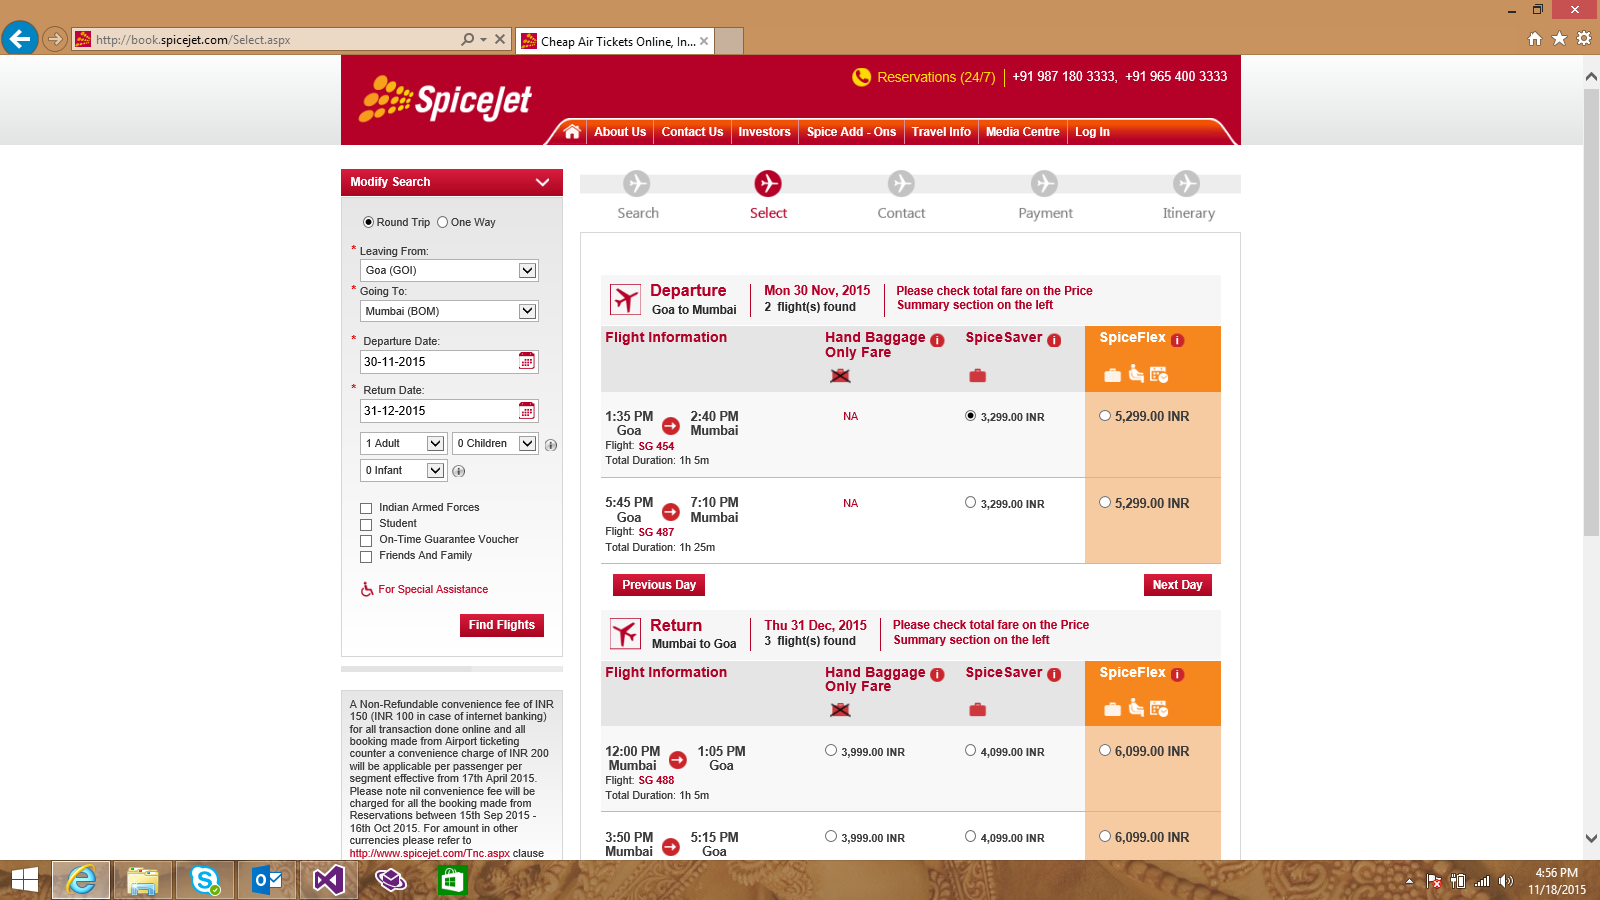 http://book.spicejet.com/Select.aspx
Cheap Air Tickets Online, In...
SpiceJet
Reservations (24/7)
+91 987 180 3333, +91 965 400 3333
About Us
Contact Us
Investors
Spice Add - Ons
Travel Info
Media Centre
Log In
Modify Search
Round Trip
One Way
* Leaving From:
Goa (GOI)
* Going To:
Mumbai (BOM)
* Departure Date:
30-11-2015
* Return Date:
31-12-2015
1 Adult
0 Children
0 Infant
Indian Armed Forces
Student
On-Time Guarantee Voucher
Friends And Family
For Special Assistance
Find Flights
A Non-Refundable convenience fee of INR
150 (INR 100 in case of internet banking)
for all transaction done online and all
booking made from Airport ticketing
counter a convenience charge of INR 200
will be applicable per passenger per
segment effective from 17th April 2015.
Please note nil convenience fee will be
charged for all the booking made from
Reservations between 15th Sep 2015 -
16th Oct 2015. For amount in other
currencies please refer to
http://www.spicejet.com/Tnc.aspx clause
Search
Select
Contact
Payment
Itinerary
Departure
Goa to Mumbai
Mon 30 Nov, 2015
2 flight(s) found
Please check total fare on the Price
Summary section on the left
Flight Information
Hand Baggage
Only Fare
SpiceSaver
SpiceFlex
1:35 PM
Goa
2:40 PM
Mumbai
Flight: SG 454
Total Duration: 1h 5m
NA
3,299.00 INR
5,299.00 INR
5:45 PM
Goa
7:10 PM
Mumbai
Flight: SG 487
Total Duration: 1h 25m
NA
3,299.00 INR
5,299.00 INR
Previous Day
Next Day
Return
Mumbai to Goa
Thu 31 Dec, 2015
3 flight(s) found
Please check total fare on the Price
Summary section on the left
Flight Information
Hand Baggage
Only Fare
SpiceSaver
SpiceFlex
12:00 PM
Mumbai
1:05 PM
Goa
Flight: SG 488
Total Duration: 1h 5m
3,999.00 INR
4,099.00 INR
6,099.00 INR
3:50 PM
Mumbai
5:15 PM
Goa
3,999.00 INR
4,099.00 INR
6,099.00 INR
4:56 PM
11/18/2015